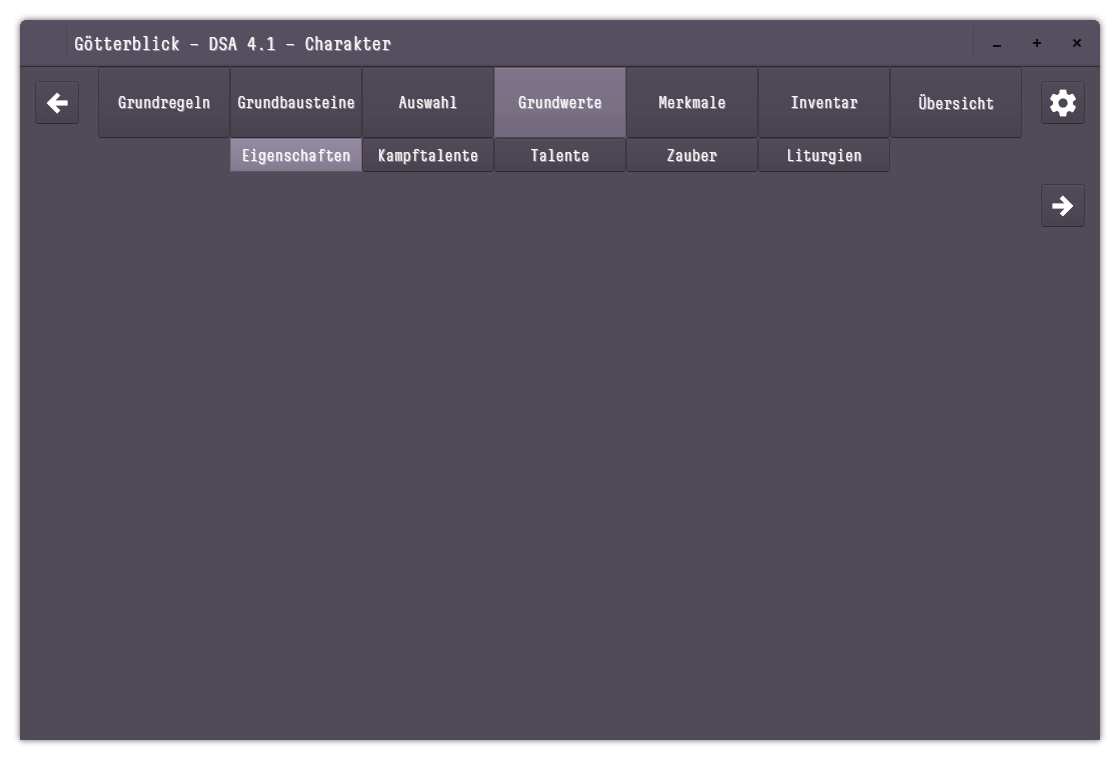 Götterblick – DSA 4.1 – Charakter
Grundregeln Grundbausteine Auswahl Grundwerte Merkmale Inventar Übersicht
Eigenschaften Kampftalente Talente Zauber Liturgien